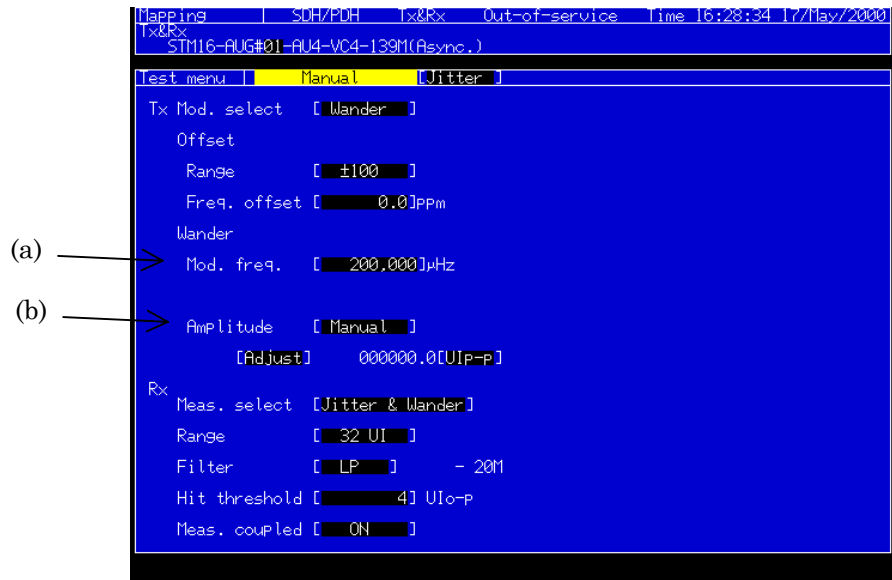 Mapping | SDH/PDH Tx&Rx Out-of-service Time 16:28:34 17/May/2000
Tx&Rx
STM16-AUG#01-AU4-VC4-139M(Async.)
Test menu | Manual [Jitter ]
Tx Mod. select [ Wander ]
Offset
Range [ ±100 ]
Freq. offset [ 0.0]ppm
Wander
(a) Mod. freq. [ 200,000]μHz
(b) Amplitude [ Manual ]
[Adjust] 000000.0[UIp-p]
Rx
Meas. select [Jitter & Wander]
Range [ 32 UI ]
Filter [ LP ] - 20M
Hit threshold [ 4] UIo-p
Meas. coupled [ ON ]